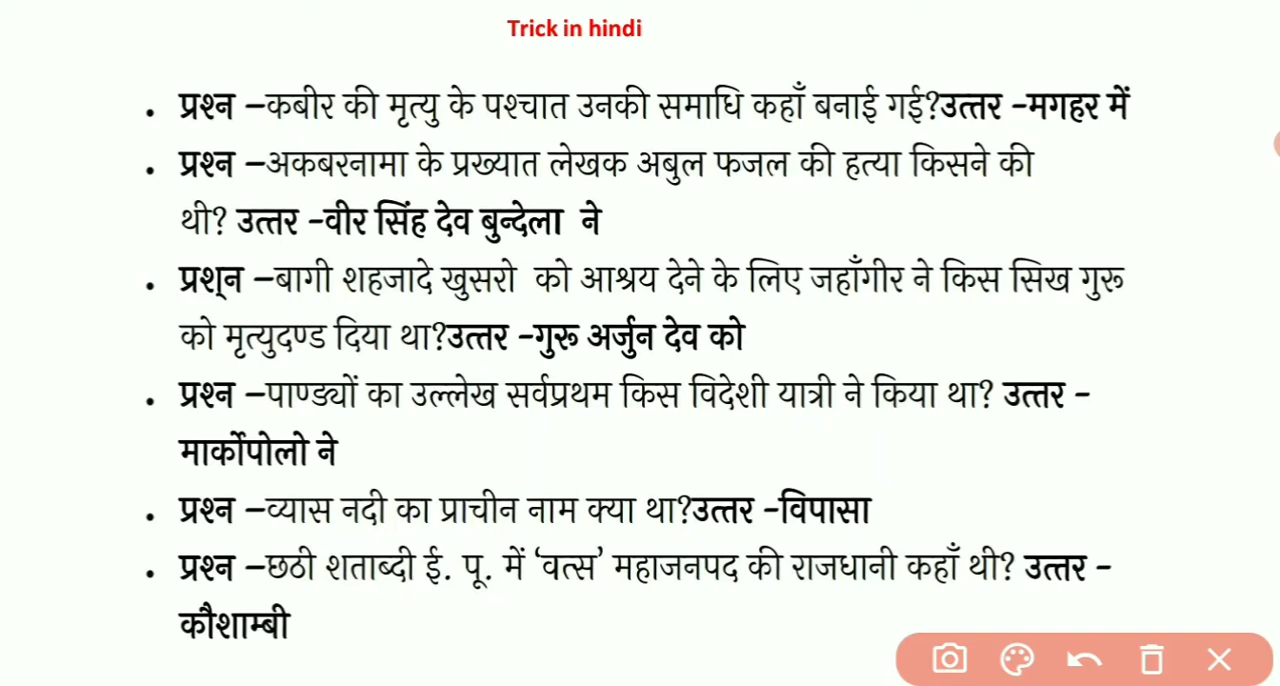 Trick in hindi
• प्रश्न –कबीर की मृत्यु के पश्चात उनकी समाधि कहाँ बनाई गई?उत्तर -मगहर में
• प्रश्न –अकबरनामा के प्रख्यात लेखक अबुल फजल की हत्या किसने की
थी? उत्तर -वीर सिंह देव बुन्देला ने
• प्रश्‍न –बागी शहजादे खुसरो को आश्रय देने के लिए जहाँगीर ने किस सिख गुरू
को मृत्युदण्ड दिया था?उत्तर -गुरू अर्जुन देव को
• प्रश्न –पाण्ड्यों का उल्लेख सर्वप्रथम किस विदेशी यात्री ने किया था? उत्तर -
मार्कोपोलो ने
• प्रश्न –व्यास नदी का प्राचीन नाम क्या था?उत्तर -विपासा
• प्रश्न –छठी शताब्दी ई. पू. में ‘वत्स’ महाजनपद की राजधानी कहाँ थी? उत्तर -
कौशाम्बी